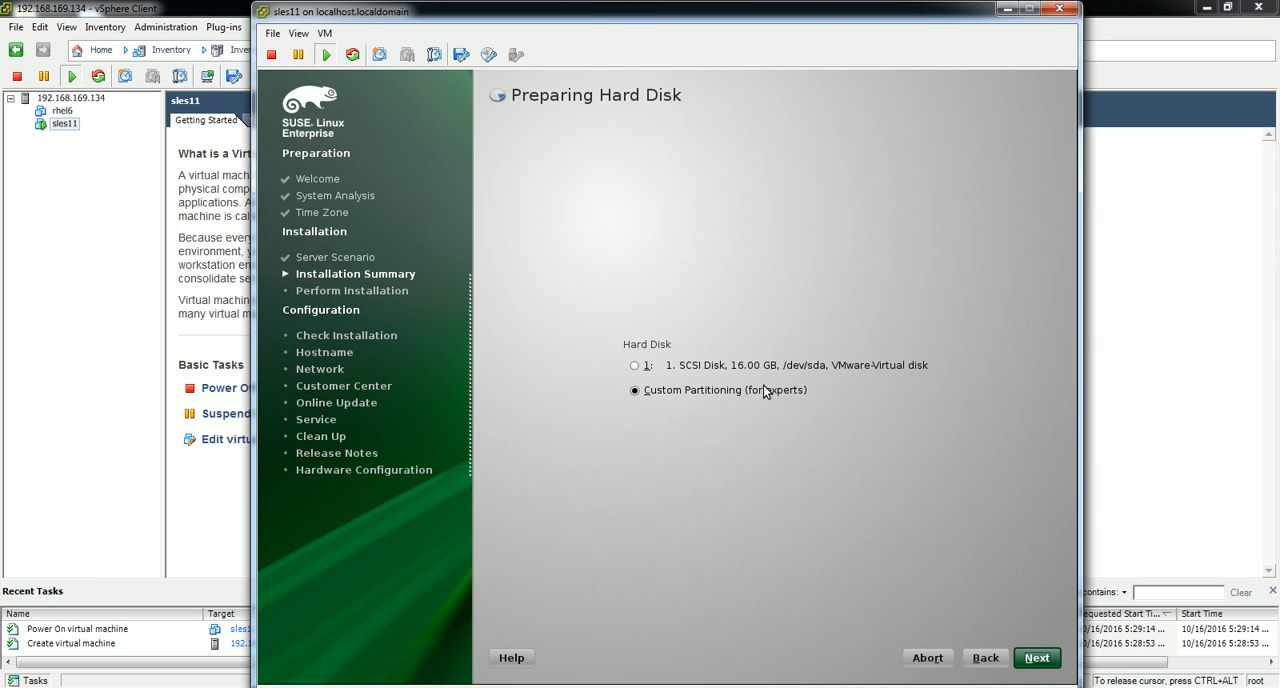 192.168.169.134 - vSphere Client
File Edit View Inventory Administration Plug-ins
Home Inventory
192.168.169.134
rhel6
sles11
sles11
Getting Started
What is a Virt
A virtual mach
physical comp
applications. A
machine is cal
Because every
workstation en
consolidate se
Virtual machin
many virtual m
Basic Tasks
Power O
Suspend
Edit virtu
sles11 on localhost.localdomain
File View VM
SUSE. Linux
Enterprise
Preparation
Welcome
System Analysis
Time Zone
Installation
Server Scenario
Installation Summary
Perform Installation
Configuration
Check Installation
Hostname
Network
Customer Center
Online Update
Service
Clean Up
Release Notes
Hardware Configuration
Preparing Hard Disk
Hard Disk
1: 1. SCSI Disk, 16.00 GB, /dev/sda, VMware-Virtual disk
Custom Partitioning (for experts)
Help Abort Back Next
Recent Tasks
contains: Clear
Name Target
Requested Start Ti... Start Time
Power On virtual machine sles1
0/16/2016 5:29:14 ... 10/16/2016 5:29:14 ...
Create virtual machine 192.1
0/16/2016 5:28:53 ... 10/16/2016 5:28:53 ...
Tasks
To release cursor, press CTRL+ALT root